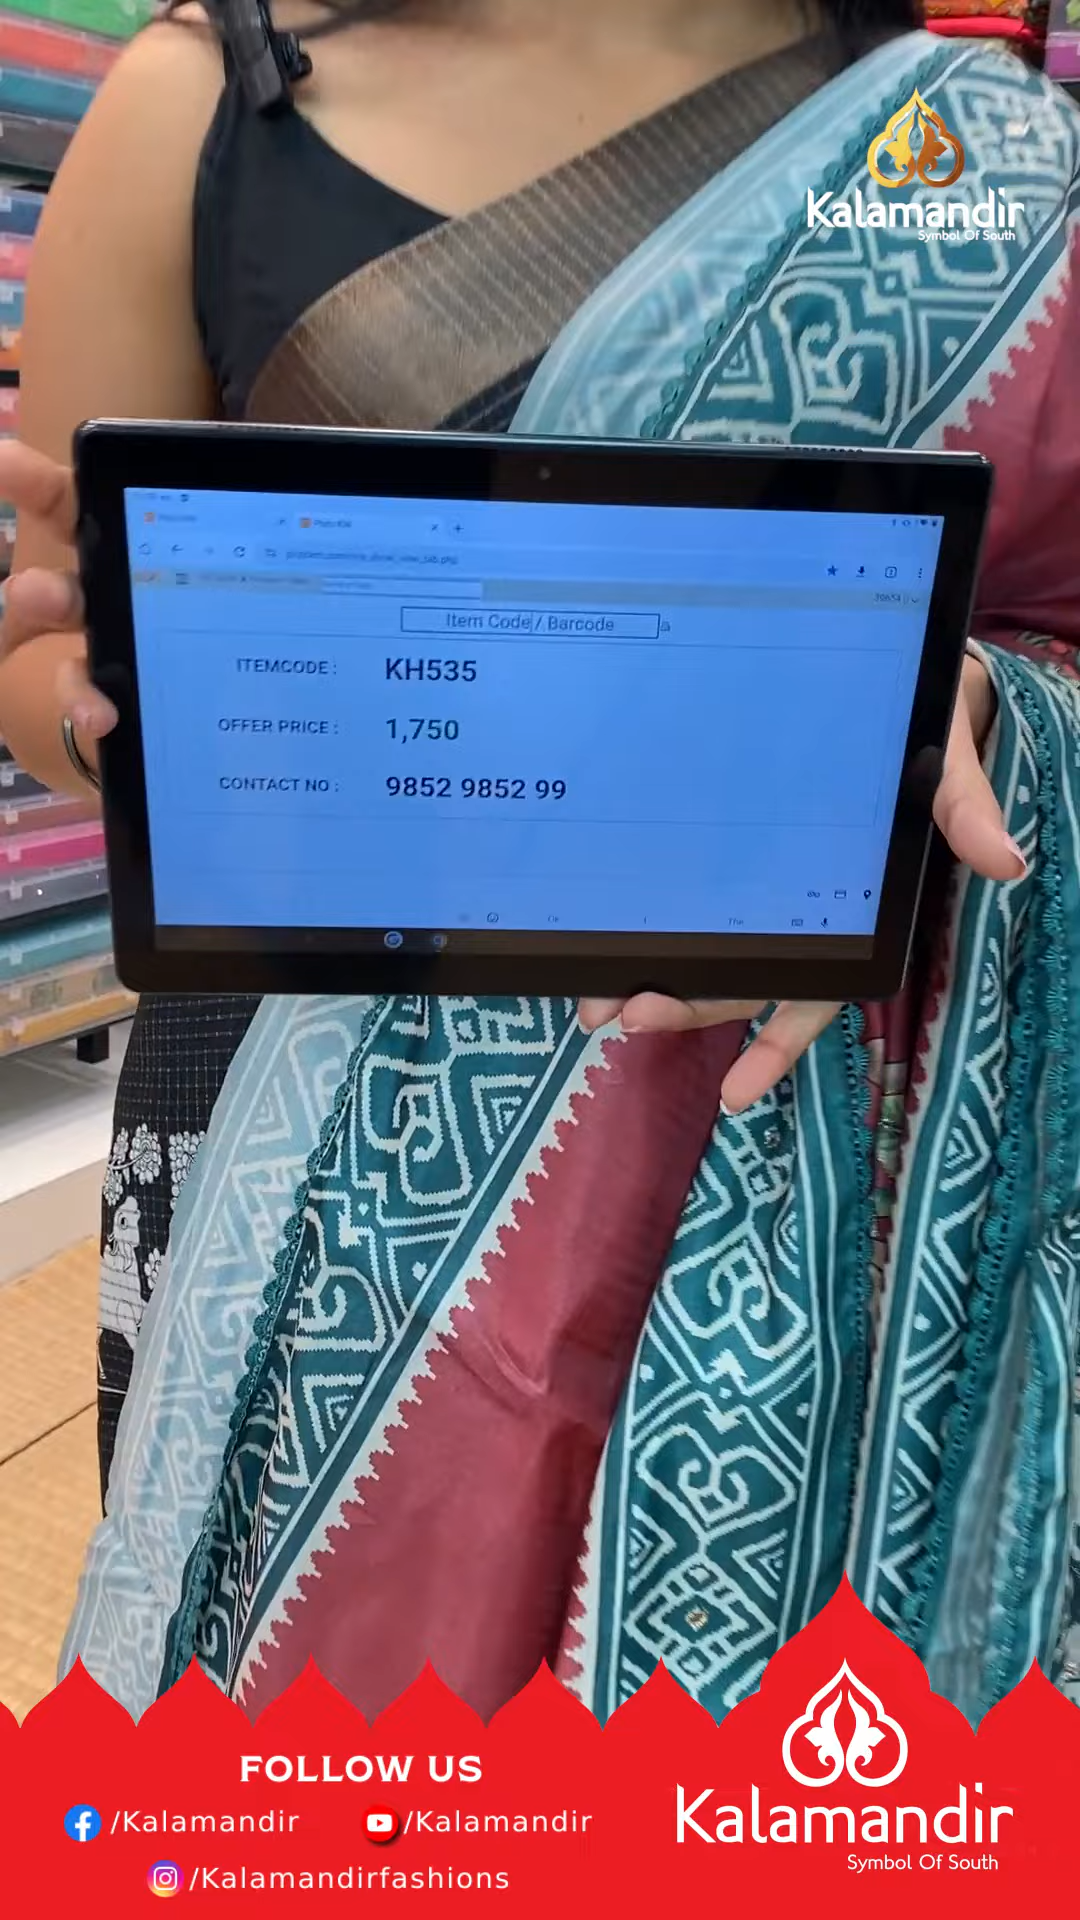 Kalamandir
Symbol Of South
Item Code / Barcode
ITEMCODE : KH535
OFFER PRICE : 1,750
CONTACT NO : 9852 9852 99
FOLLOW US
/Kalamandir /Kalamandir
/Kalamandirfashions
Kalamandir
Symbol Of South